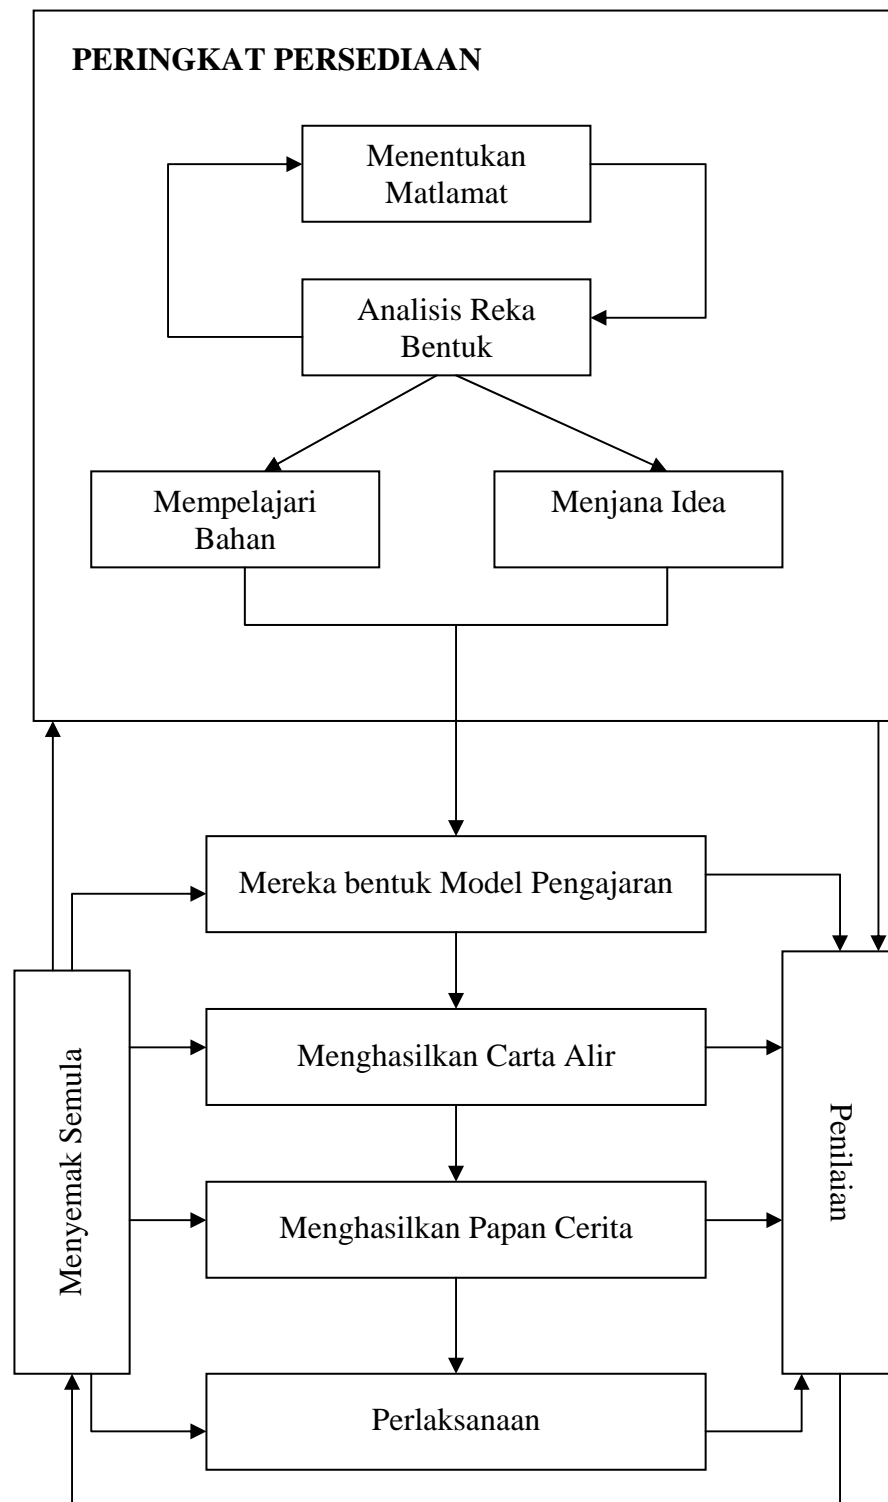 PERINGKAT PERSEDIAAN
Menentukan
Matlamat
Analisis Reka
Bentuk
Mempelajari
Bahan
Menjana Idea
Mereka bentuk Model Pengajaran
Menghasilkan Carta Alir
Menyemak Semula
Penilaian
Menghasilkan Papan Cerita
Perlaksanaan